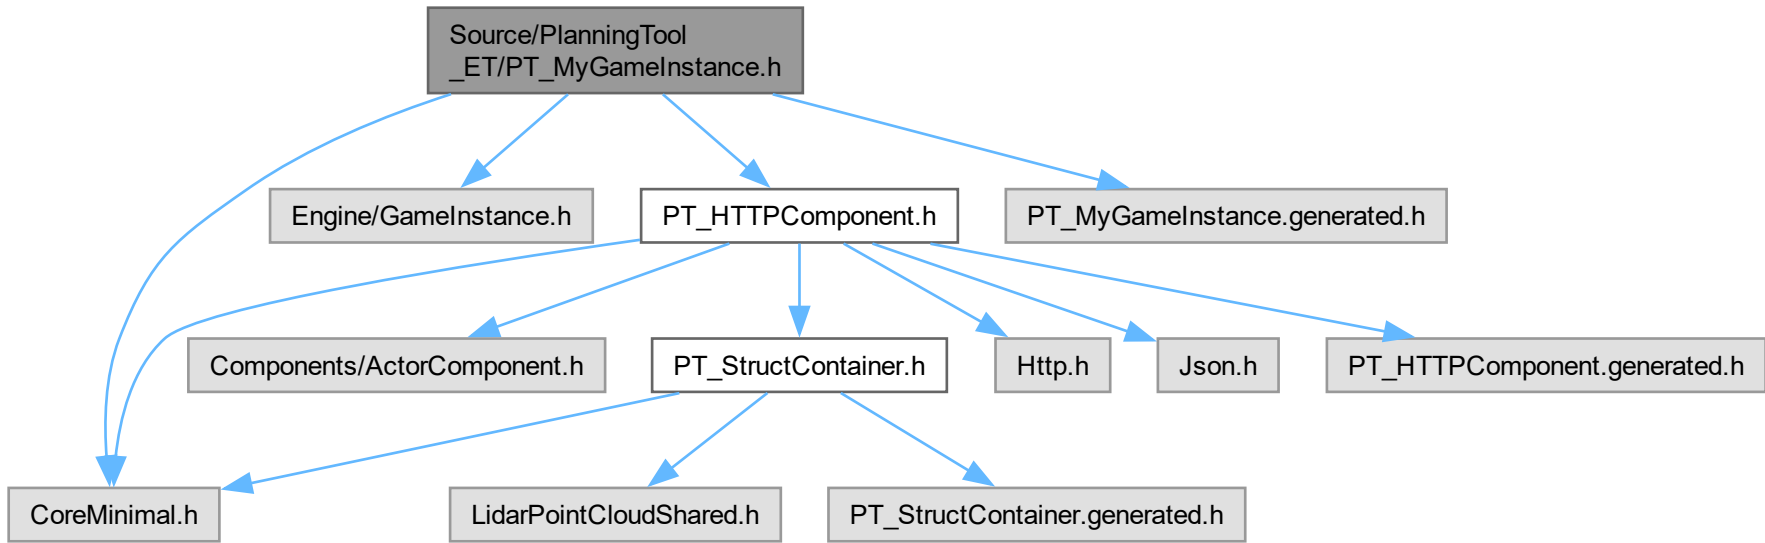 Source/PlanningTool
_ET/PT_MyGameInstance.h
Engine/GameInstance.h
PT_HTTPComponent.h
PT_MyGameInstance.generated.h
Components/ActorComponent.h
PT_StructContainer.h
Http.h
Json.h
PT_HTTPComponent.generated.h
CoreMinimal.h
LidarPointCloudShared.h
PT_StructContainer.generated.h